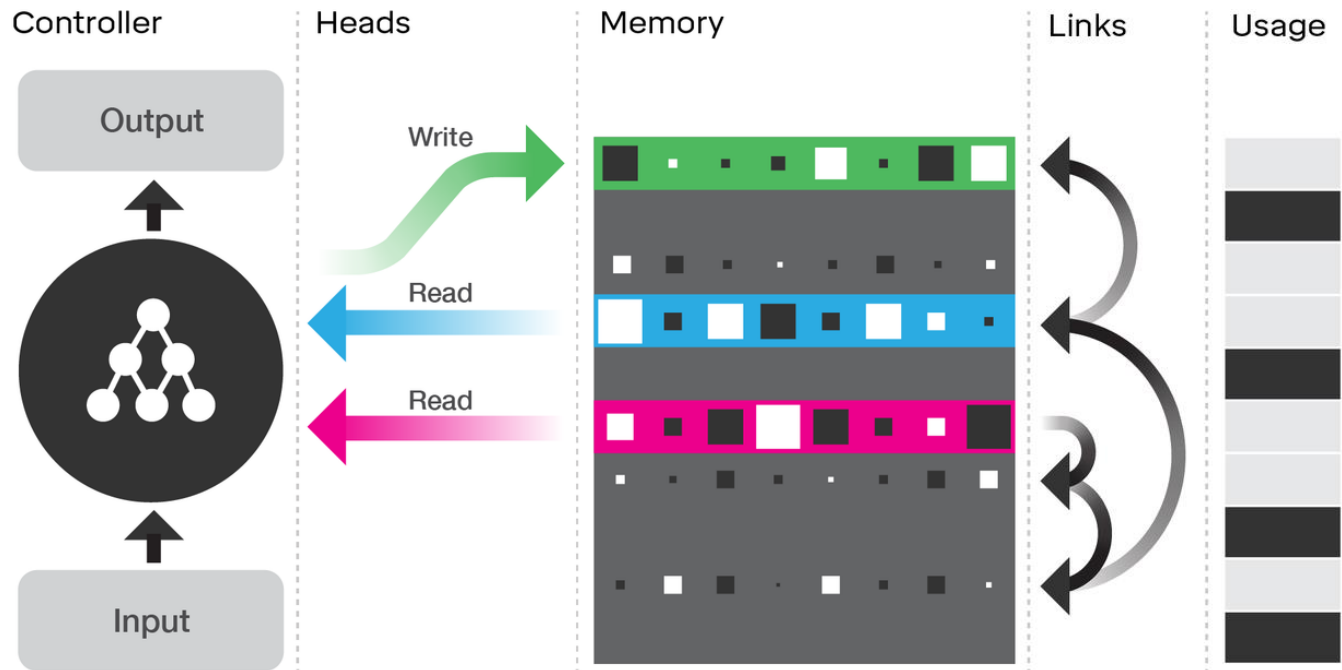 Controller
Heads
Memory
Links
Usage
Output
Write
Read
Read
Input